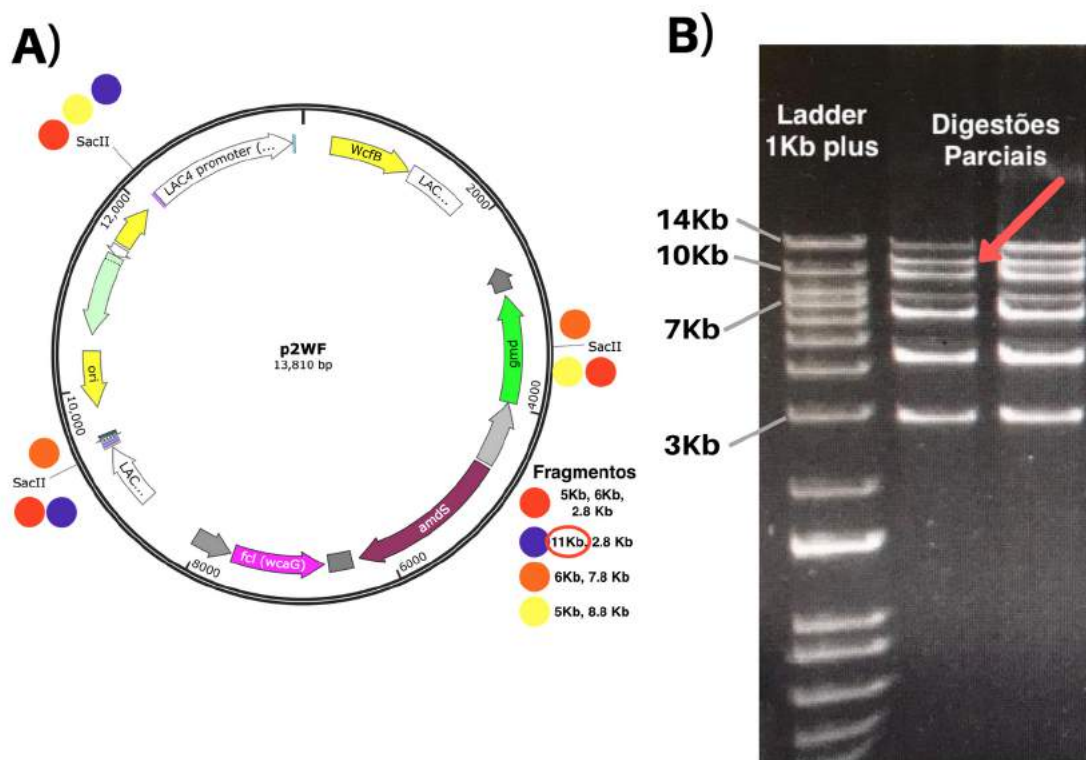 A)
SacII
LAC4 promoter (...
WcfB
LAC...
2000
12,000
p2WF
13,810 bp
SacII
gmd
4000
ori
10,000
SacII
LAC...
amdS
6000
fcl (wcaG)
8000
Fragmentos
5Kb, 6Kb,
2.8 Kb
11Kb, 2.8 Kb
6Kb, 7.8 Kb
5Kb, 8.8 Kb
B)
Ladder
1Kb plus
Digestões
Parciais
14Kb
10Kb
7Kb
3Kb